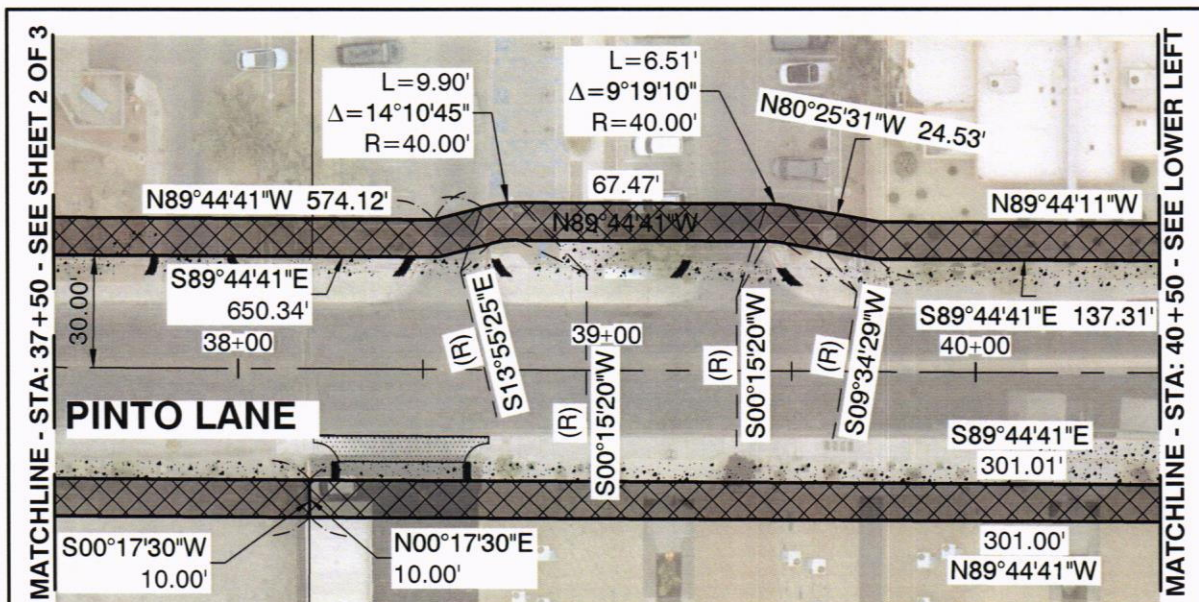 MATCHLINE - STA: 37+50 - SEE SHEET 2 OF 3
L=9.90'
Δ=14°10'45"
R=40.00'
L=6.51'
Δ=9°19'10"
R=40.00'
N80°25'31"W 24.53'
N89°44'41"W 574.12'
67.47'
N89°44'41"W
N89°44'11"W
S89°44'41"E
650.34'
30.00'
38+00
(R)
S13°55'25"E
39+00
(R)
S00°15'20"W
(R)
S00°15'20"W
(R)
S09°34'29"W
S89°44'41"E 137.31'
40+00
PINTO LANE
S89°44'41"E
301.01'
S00°17'30"W
10.00'
N00°17'30"E
10.00'
301.00'
N89°44'41"W
MATCHLINE - STA: 40+50 - SEE LOWER LEFT